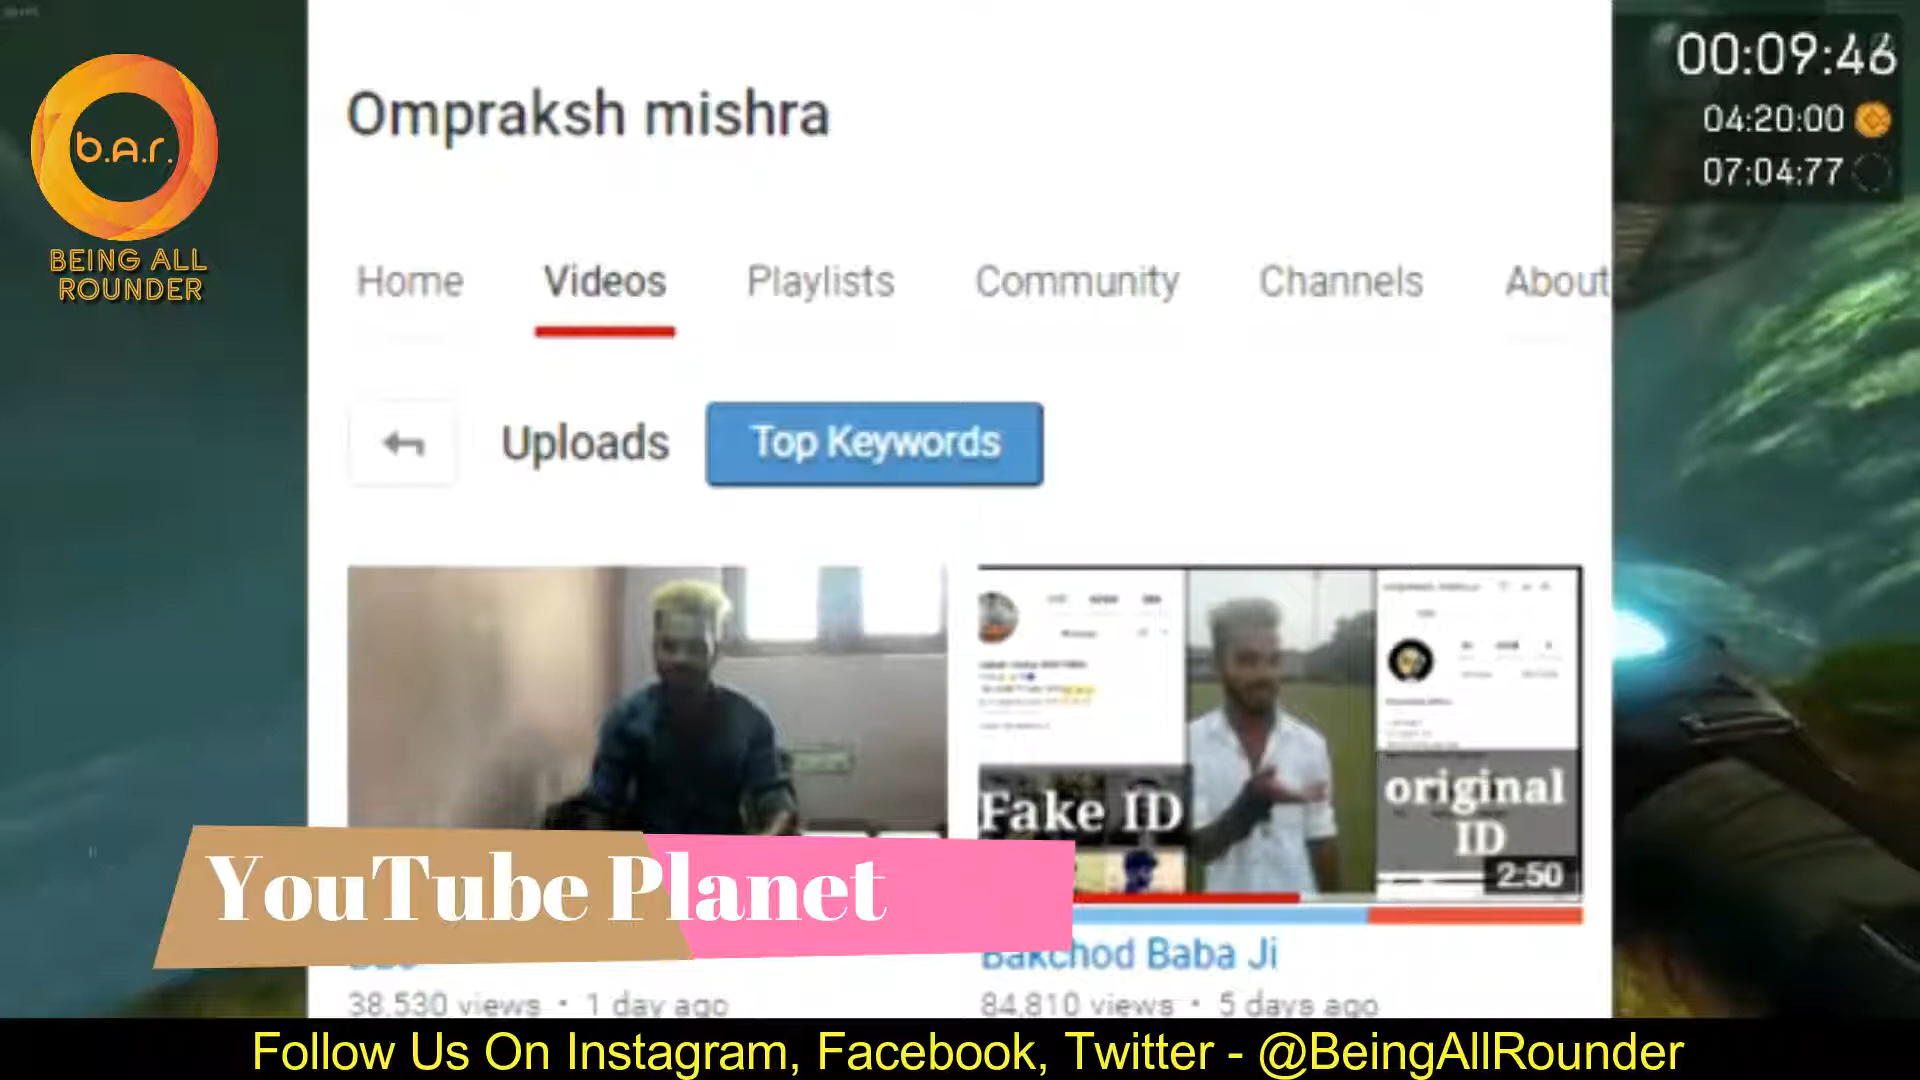 00:09:46
04:20:00
07:04:77
b.A.r.
BEING ALL
ROUNDER
Ompraksh mishra
Home Videos Playlists Community Channels About
Uploads Top Keywords
Fake ID
original
ID
2:50
YouTube Planet
Bakchod Baba Ji
38,530 views • 1 day ago
84,810 views • 5 days ago
Follow Us On Instagram, Facebook, Twitter - @BeingAllRounder